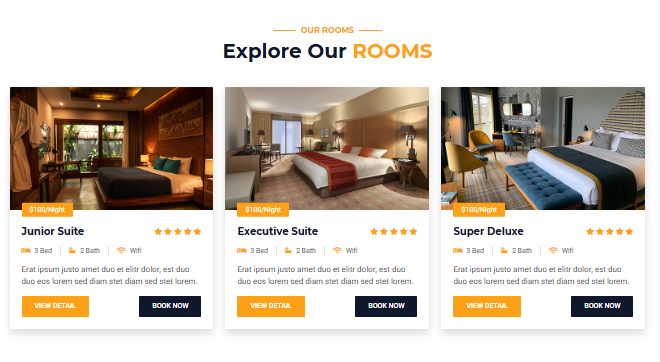 OUR ROOMS
Explore Our ROOMS
$100/Night
Junior Suite
3 Bed 2 Bath Wifi
Erat ipsum justo amet duo et elitr dolor, est duo
duo eos lorem sed diam stet diam sed stet lorem.
VIEW DETAIL BOOK NOW
$100/Night
Executive Suite
3 Bed 2 Bath Wifi
Erat ipsum justo amet duo et elitr dolor, est duo
duo eos lorem sed diam stet diam sed stet lorem.
VIEW DETAIL BOOK NOW
$100/Night
Super Deluxe
3 Bed 2 Bath Wifi
Erat ipsum justo amet duo et elitr dolor, est duo
duo eos lorem sed diam stet diam sed stet lorem.
VIEW DETAIL BOOK NOW